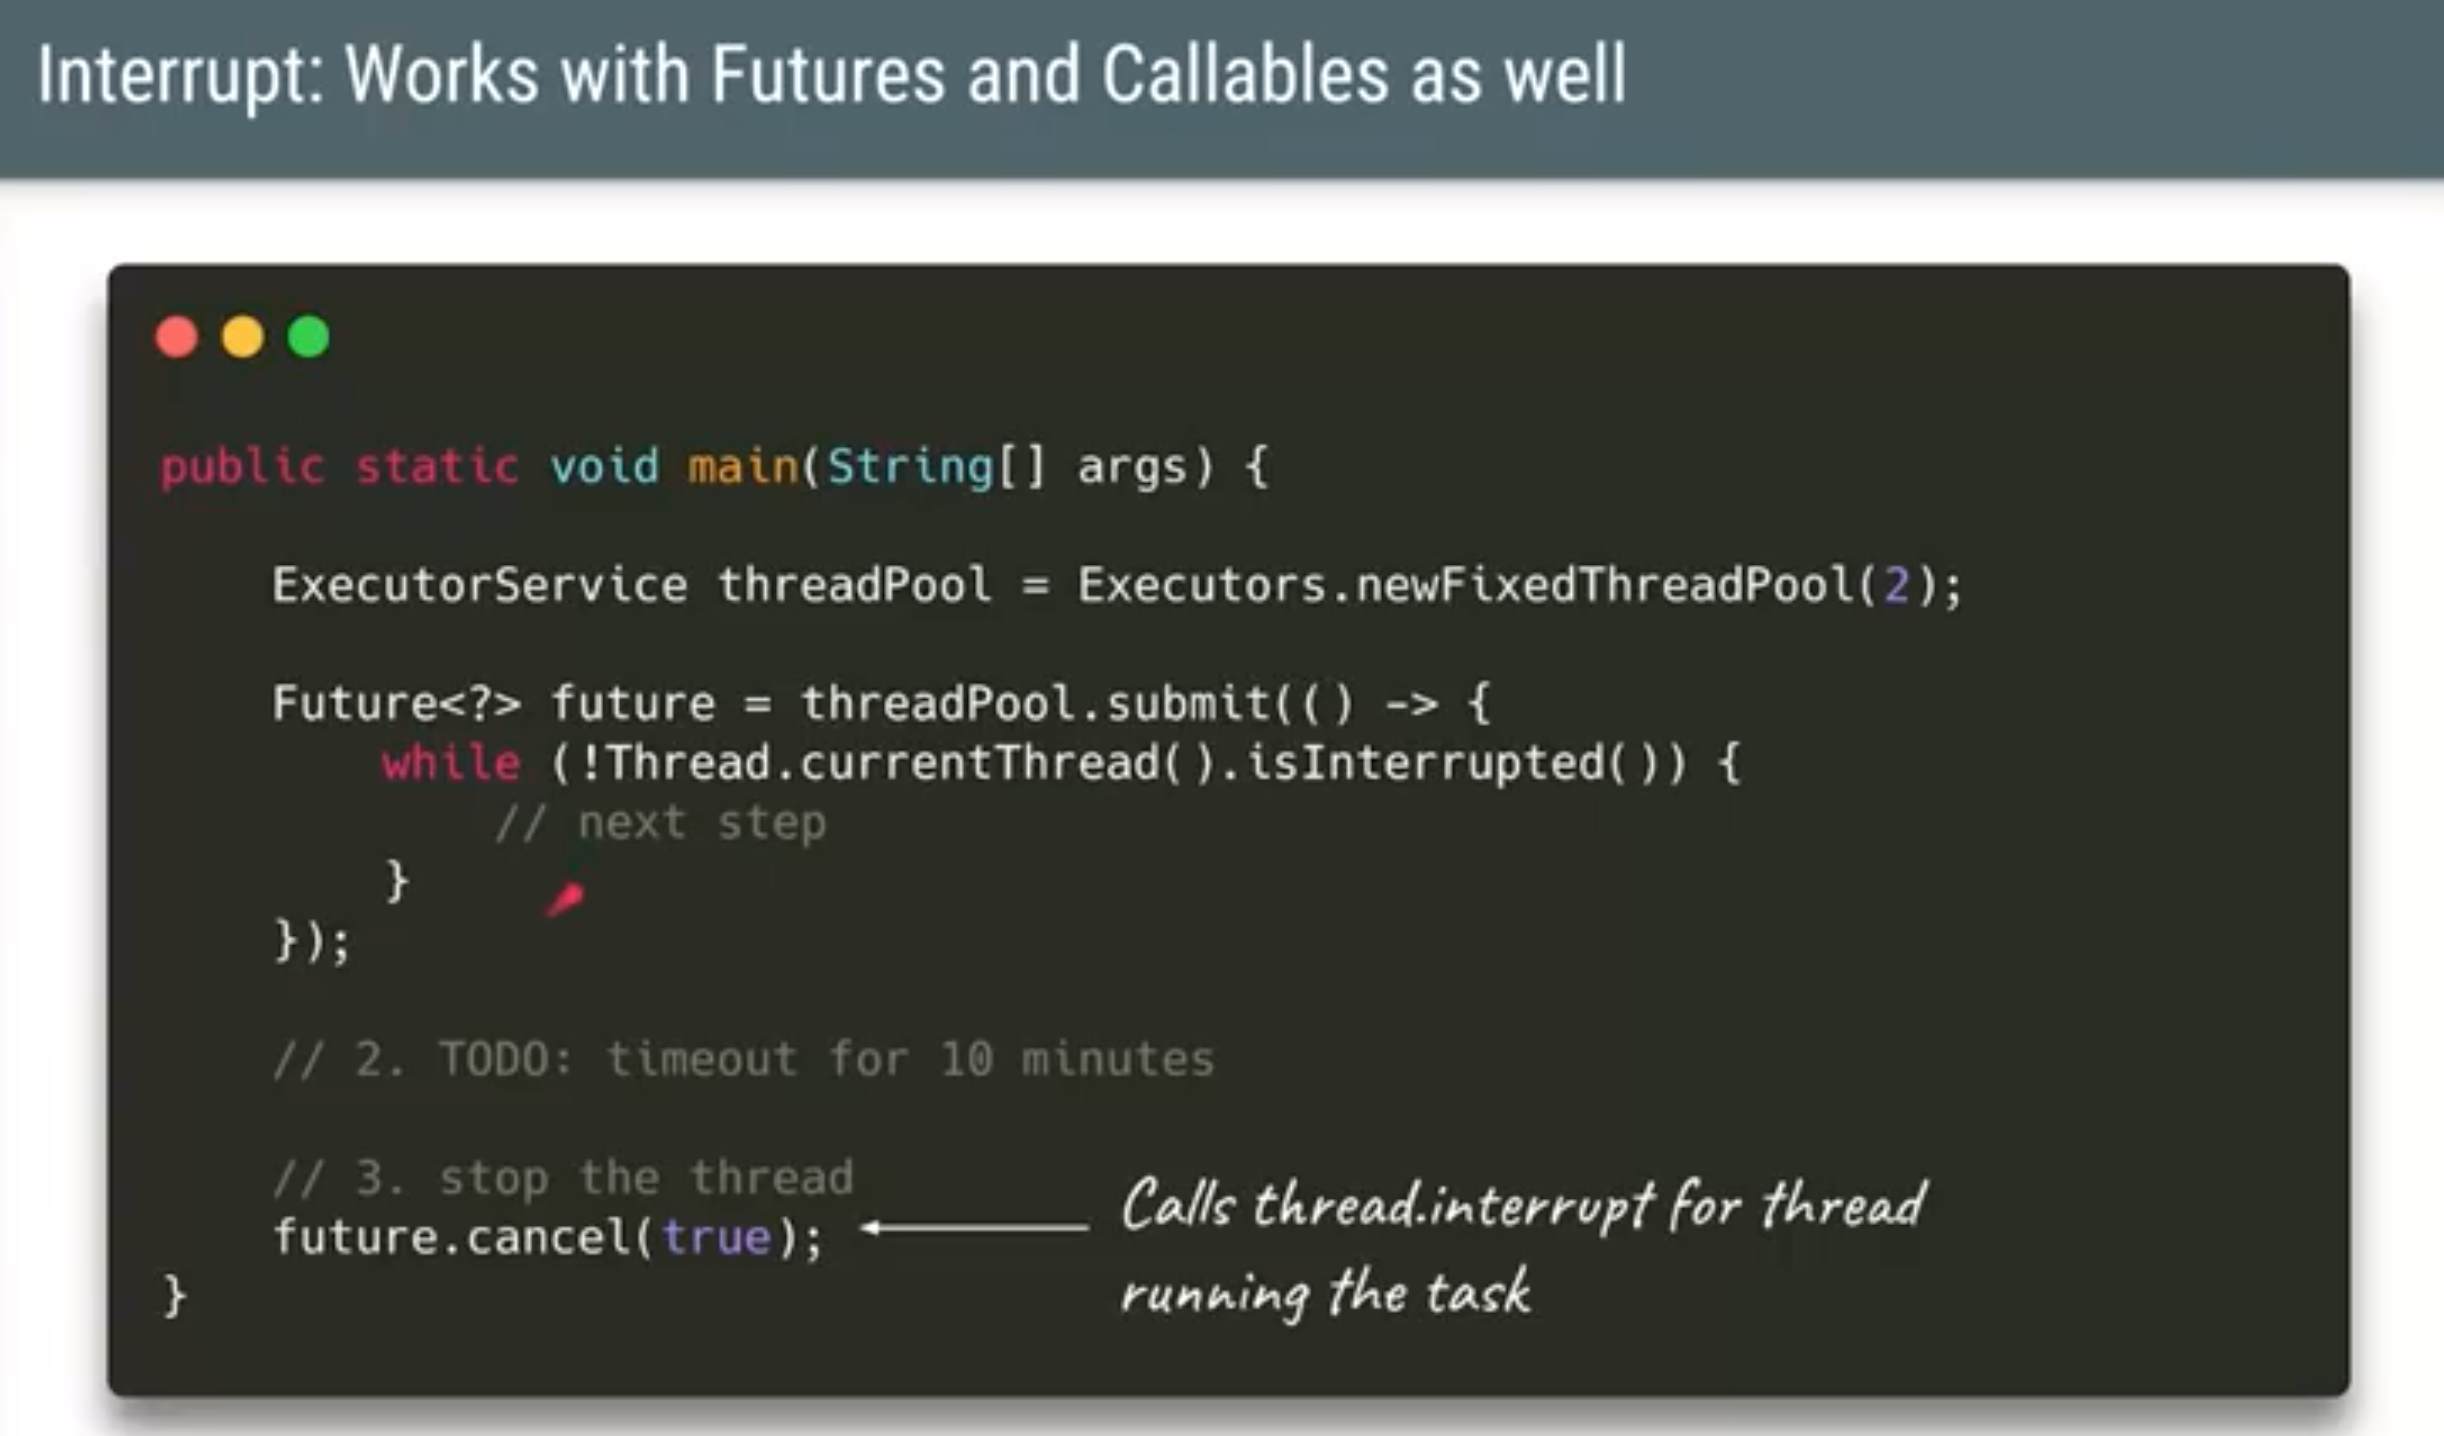 Interrupt: Works with Futures and Callables as well
public static void main(String[] args) {
ExecutorService threadPool = Executors.newFixedThreadPool(2);
Future<?> future = threadPool.submit(() -> {
while (!Thread.currentThread().isInterrupted()) {
// next step
}
});
// 2. TODO: timeout for 10 minutes
// 3. stop the thread
future.cancel(true);
}
Calls thread.interrupt for thread
running the task